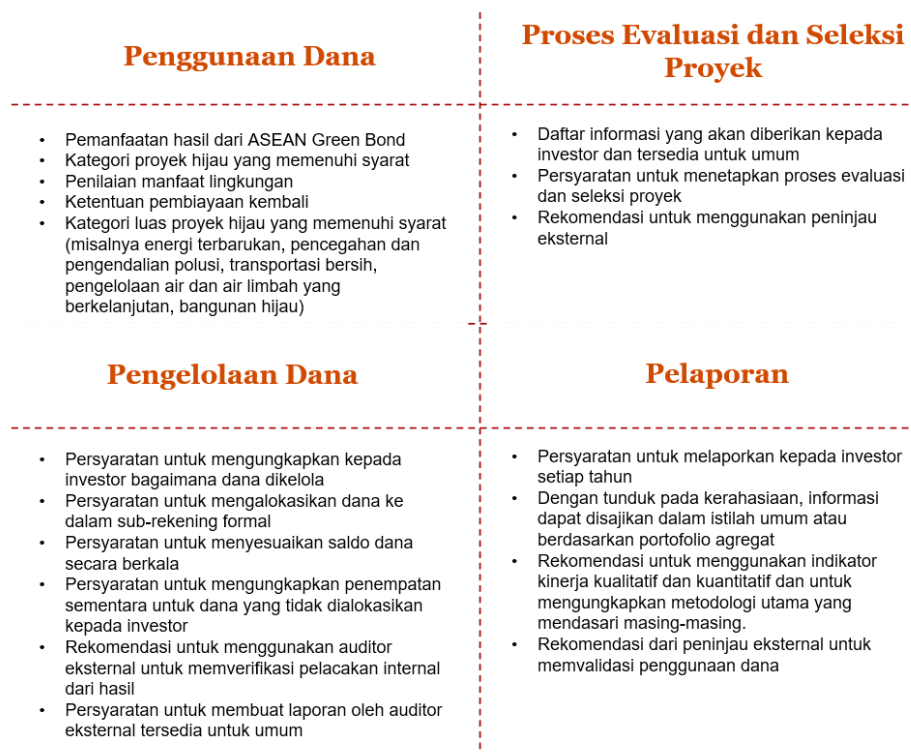 Penggunaan Dana
• Pemanfaatan hasil dari ASEAN Green Bond
• Kategori proyek hijau yang memenuhi syarat
• Penilaian manfaat lingkungan
• Ketentuan pembiayaan kembali
• Kategori luas proyek hijau yang memenuhi syarat
(misalnya energi terbarukan, pencegahan dan
pengendalian polusi, transportasi bersih,
pengelolaan air dan air limbah yang
berkelanjutan, bangunan hijau)
Proses Evaluasi dan Seleksi
Proyek
• Daftar informasi yang akan diberikan kepada
investor dan tersedia untuk umum
• Persyaratan untuk menetapkan proses evaluasi
dan seleksi proyek
• Rekomendasi untuk menggunakan peninjau
eksternal
Pengelolaan Dana
• Persyaratan untuk mengungkapkan kepada
investor bagaimana dana dikelola
• Persyaratan untuk mengalokasikan dana ke
dalam sub-rekening formal
• Persyaratan untuk menyesuaikan saldo dana
secara berkala
• Persyaratan untuk mengungkapkan penempatan
sementara untuk dana yang tidak dialokasikan
kepada investor
• Rekomendasi untuk menggunakan auditor
eksternal untuk memverifikasi pelacakan internal
dari hasil
• Persyaratan untuk membuat laporan oleh auditor
eksternal tersedia untuk umum
Pelaporan
• Persyaratan untuk melaporkan kepada investor
setiap tahun
• Dengan tunduk pada kerahasiaan, informasi
dapat disajikan dalam istilah umum atau
berdasarkan portofolio agregat
• Rekomendasi untuk menggunakan indikator
kinerja kualitatif dan kuantitatif dan untuk
mengungkapkan metodologi utama yang
mendasari masing-masing.
• Rekomendasi dari peninjau eksternal untuk
memvalidasi penggunaan dana